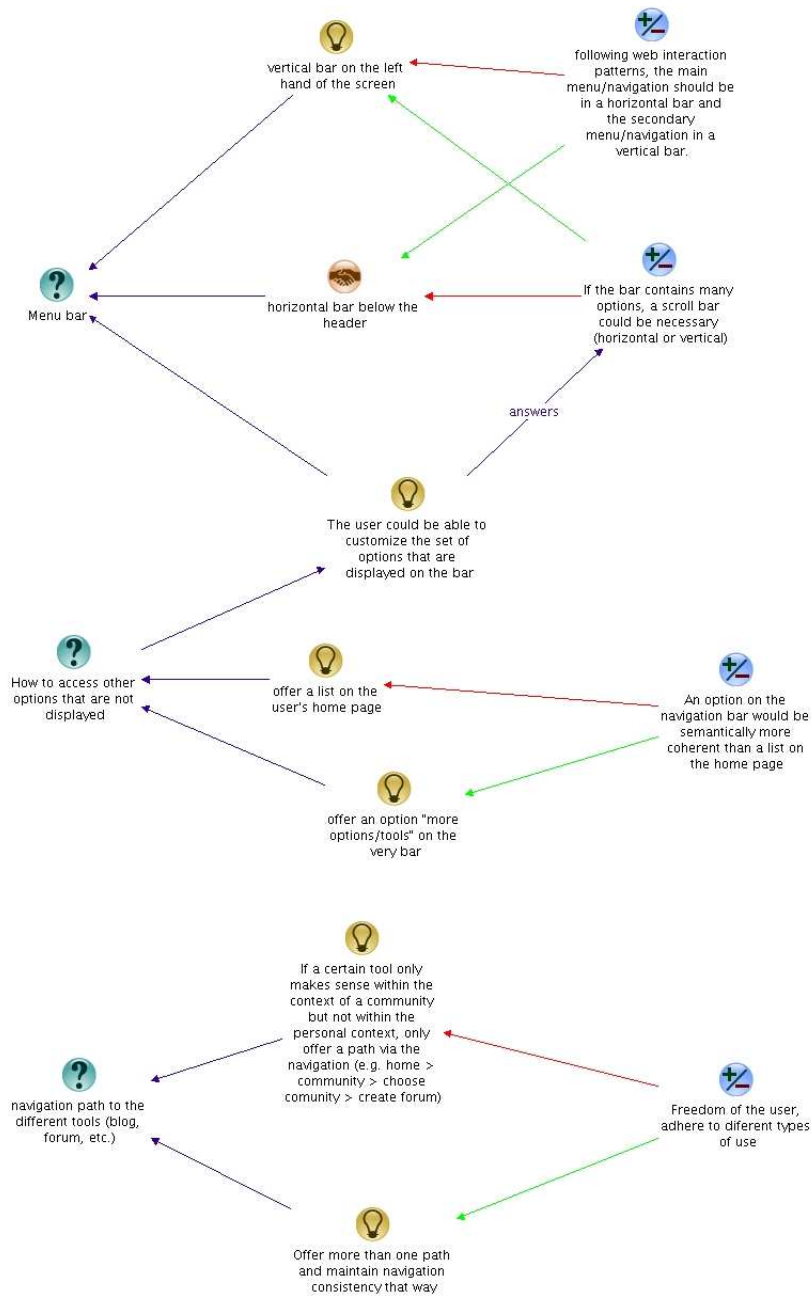 vertical bar on the left
hand of the screen
following web interaction
patterns, the main
menu/navigation should be
in a horizontal bar and
the secondary
menu/navigation in a
vertical bar.
Menu bar
horizontal bar below the
header
If the bar contains many
options, a scroll bar
could be necessary
(horizontal or vertical)
answers
The user could be able to
customize the set of
options that are
displayed on the bar
How to access other
options that are not
displayed
offer a list on the
user's home page
An option on the
navigation bar would be
semantically more
coherent than a list on
the home page
offer an option "more
options/tools" on the
very bar
If a certain tool only
makes sense within the
context of a community
but not within the
personal context, only
offer a path via the
navigation (e.g. home >
community > choose
comunity > create forum)
navigation path to the
different tools (blog,
forum, etc.)
Freedom of the user,
adhere to diferent types
of use
Offer more than one path
and maintain navigation
consistency that way